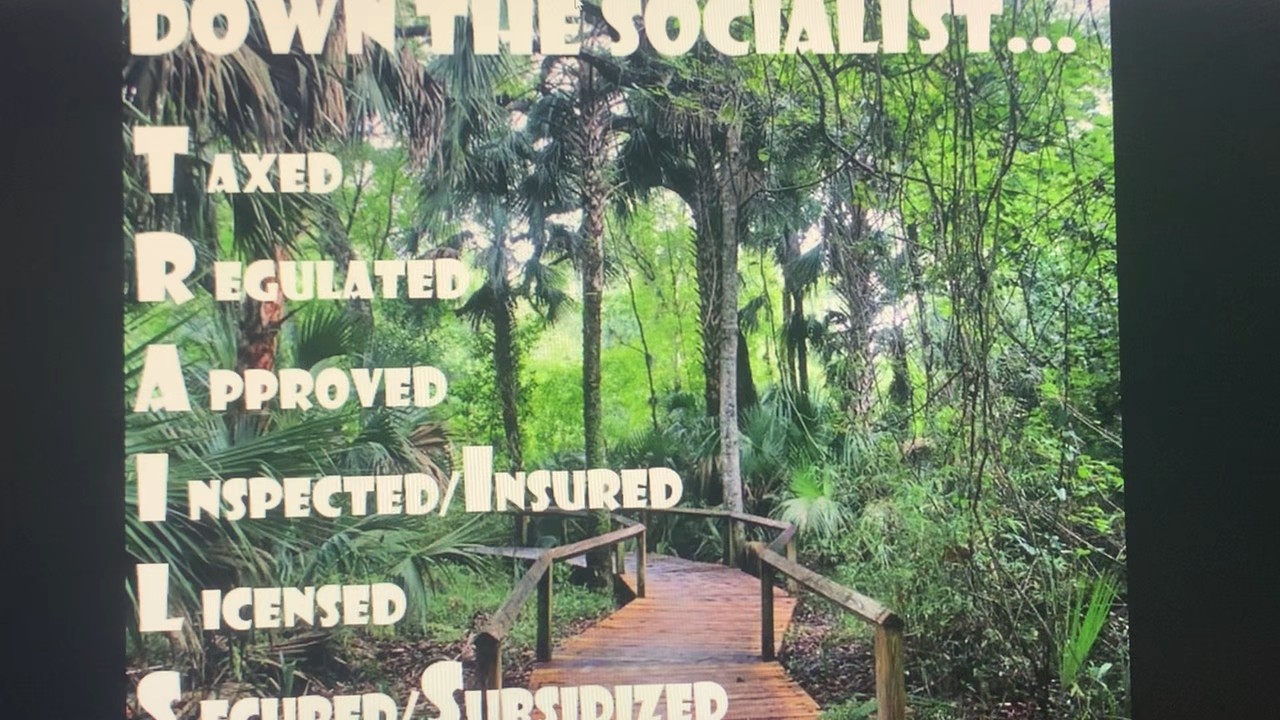 DOWN THE SOCIALIST...
TAXED
REGULATED
APPROVED
INSPECTED/INSURED
LICENSED
SECURED/SUBSIDIZED